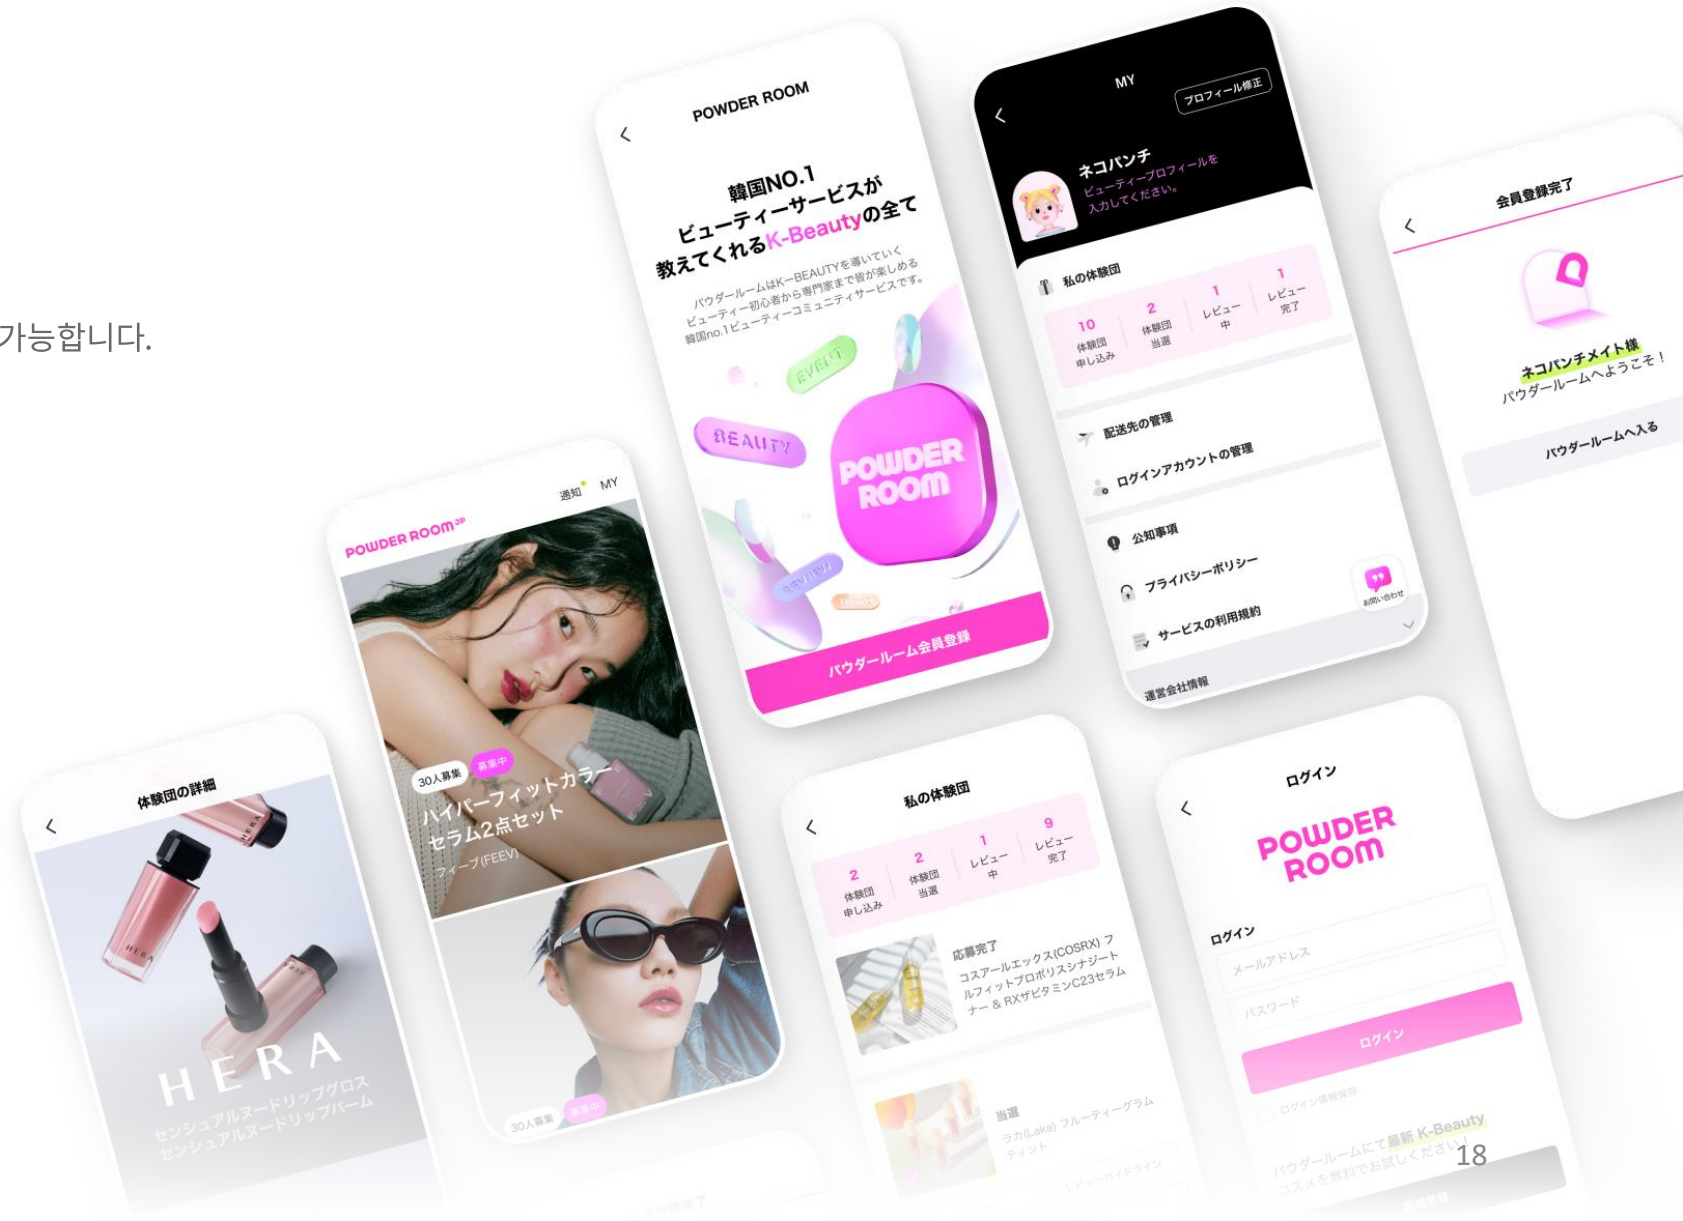 가능합니다.
POWDER ROOM
韓国NO.1
ビューティーサービスが
教えてくれるK-Beautyの全て
パウダールームはK-BEAUTYを導いていく
ビューティー初心者から専門家まで皆が楽しめる
韓国no.1ビューティーコミュニティサービスです。
EVENT
BEAUTY
POWDER
ROOM
REVIEW
パウダールーム会員登録
MY
プロフィール修正
ネコパンチ
ビューティープロフィールを
入力してください。
私の体験団
10
体験団
申し込み
2
体験団
当選
1
レビュー
中
1
レビュー
完了
配送先の管理
ログインアカウントの管理
公知事項
プライバシーポリシー
サービスの利用規約
お問い合わせ
運営会社情報
会員登録完了
ネコパンチメイト様
パウダールームへようこそ！
パウダールームへ入る
通知 MY
POWDER ROOM JP
30人募集 募集中
ハイパーフィットカラー
セラム2点セット
フィーブ(FEEV)
30人募集 募集中
体験団の詳細
HERA
HERA
HERA
HERA
センシュアルヌードリップグロス
センシュアルヌードリップバーム
私の体験団
2
体験団
申し込み
2
体験団
当選
1
レビュー
中
9
レビュー
完了
応募完了
コスアールエックス(COSRX) フ
ルフィットプロポリスシナジート
ナー & RXザビタミンC23セラム
当選
ラカ(Laka) フルーティーグラム
ティント
レビューガイドライン
ログイン
POWDER
ROOM
ログイン
メールアドレス
パスワード
ログイン
ログイン情報保存
パウダールームにて最新 K-Beauty
コスメを無料でお試しください！
18